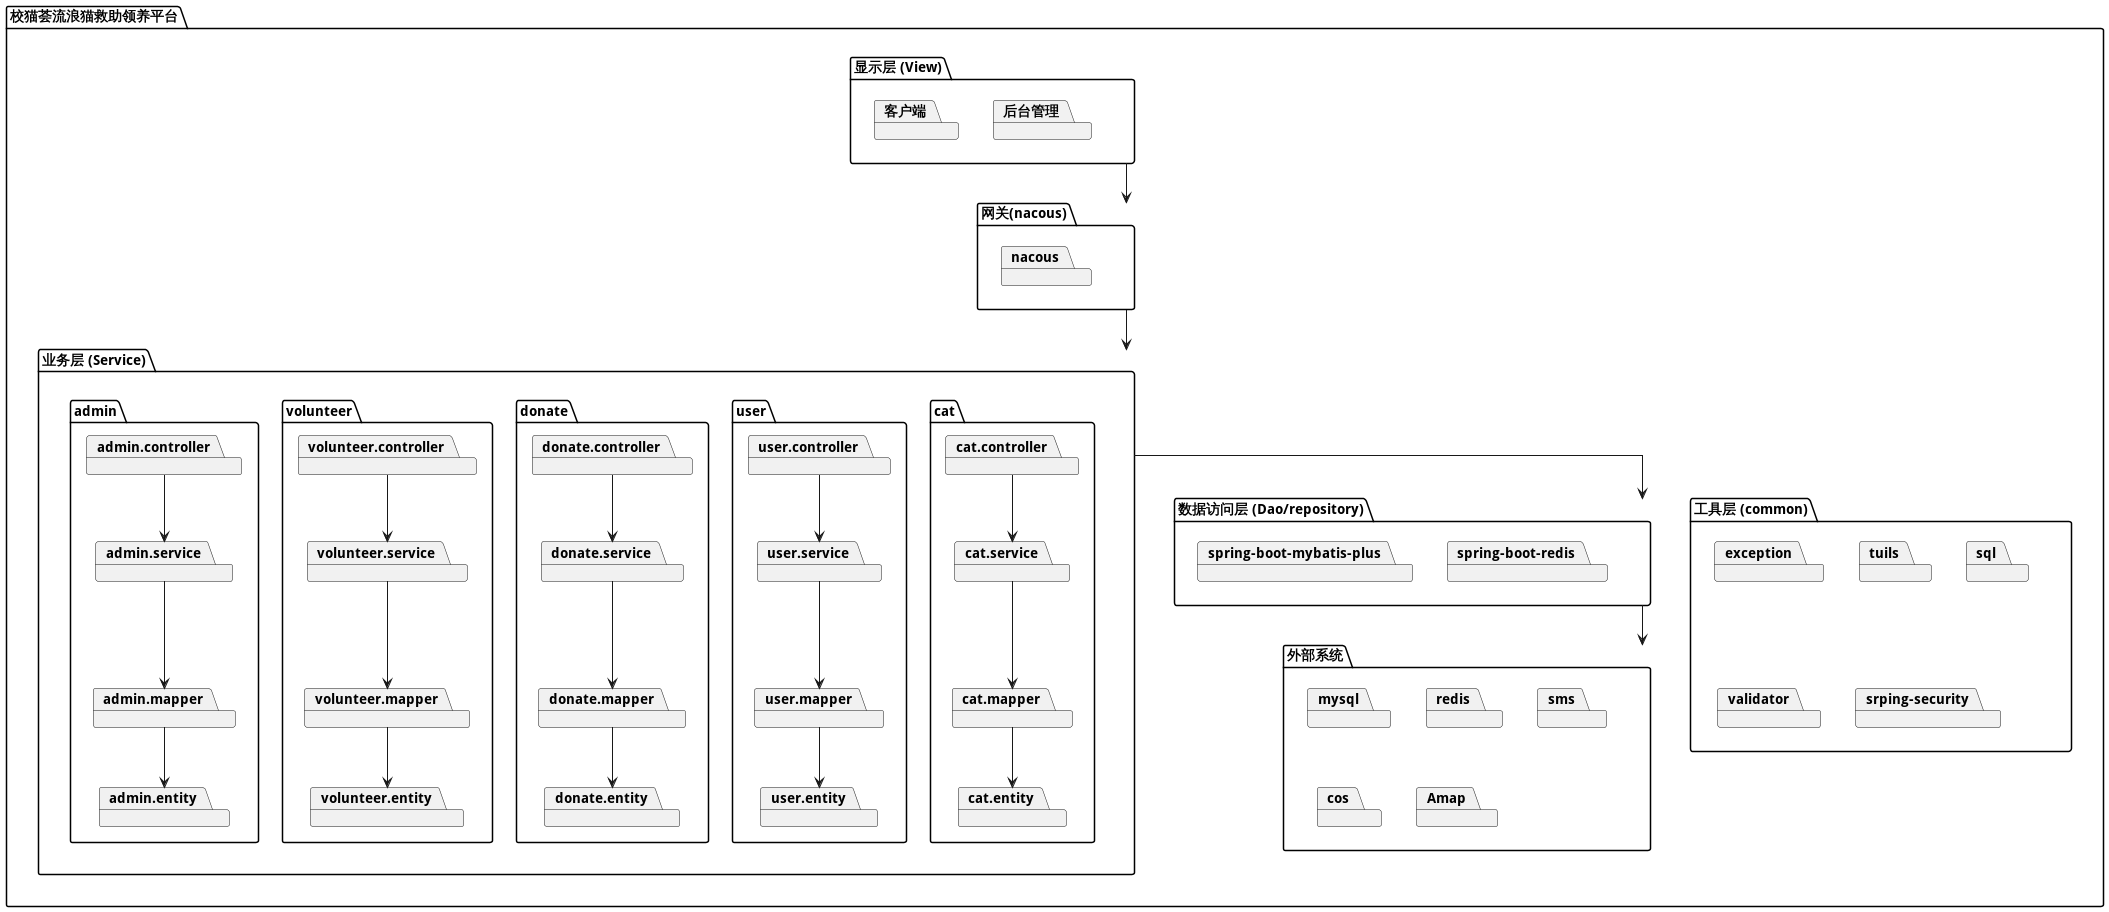 校猫荟流浪猫救助领养平台
显示层 (View)
客户端
后台管理
网关(nacous)
nacous
业务层 (Service)
admin
volunteer
donate
user
cat
admin.controller
volunteer.controller
donate.controller
user.controller
cat.controller
admin.service
volunteer.service
donate.service
user.service
cat.service
admin.mapper
volunteer.mapper
donate.mapper
user.mapper
cat.mapper
admin.entity
volunteer.entity
donate.entity
user.entity
cat.entity
数据访问层 (Dao/repository)
spring-boot-mybatis-plus
spring-boot-redis
外部系统
mysql
redis
sms
cos
Amap
工具层 (common)
exception
tuils
sql
validator
srping-security